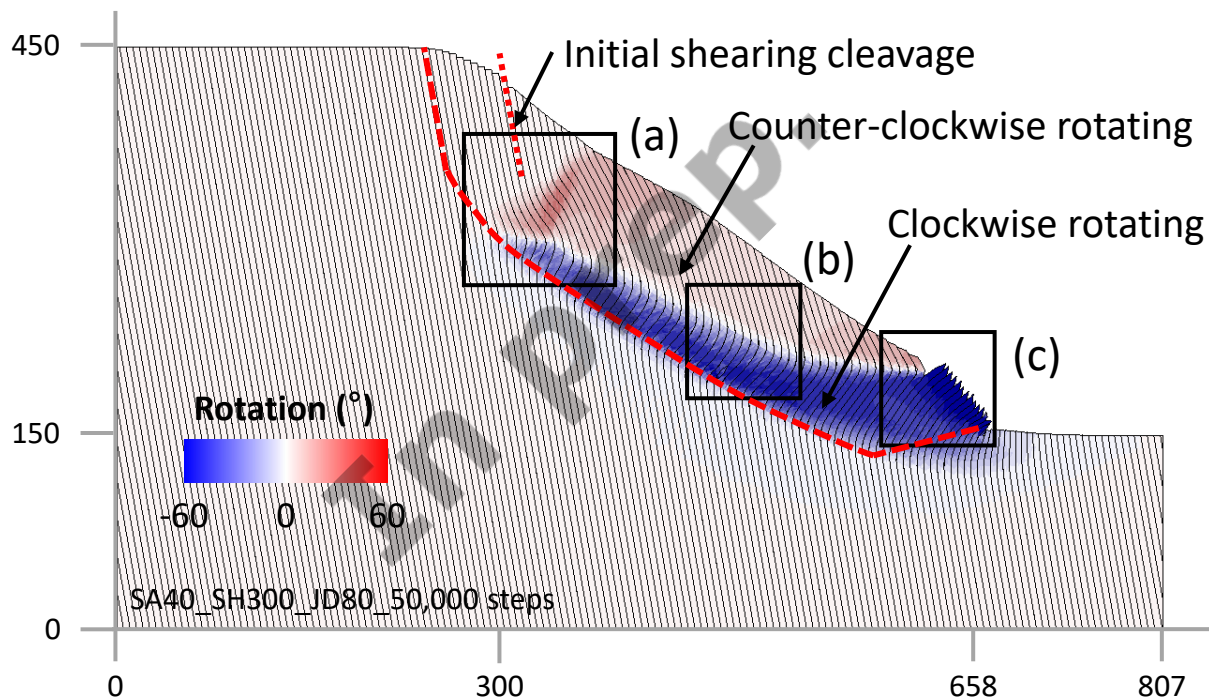 450
Initial shearing cleavage
(a)
Counter-clockwise rotating
Clockwise rotating
(b)
(c)
150
Rotation (°)
-60 0 60
In prep.
SA40_SH300_JD80_50,000 steps
0
0 300 658 807